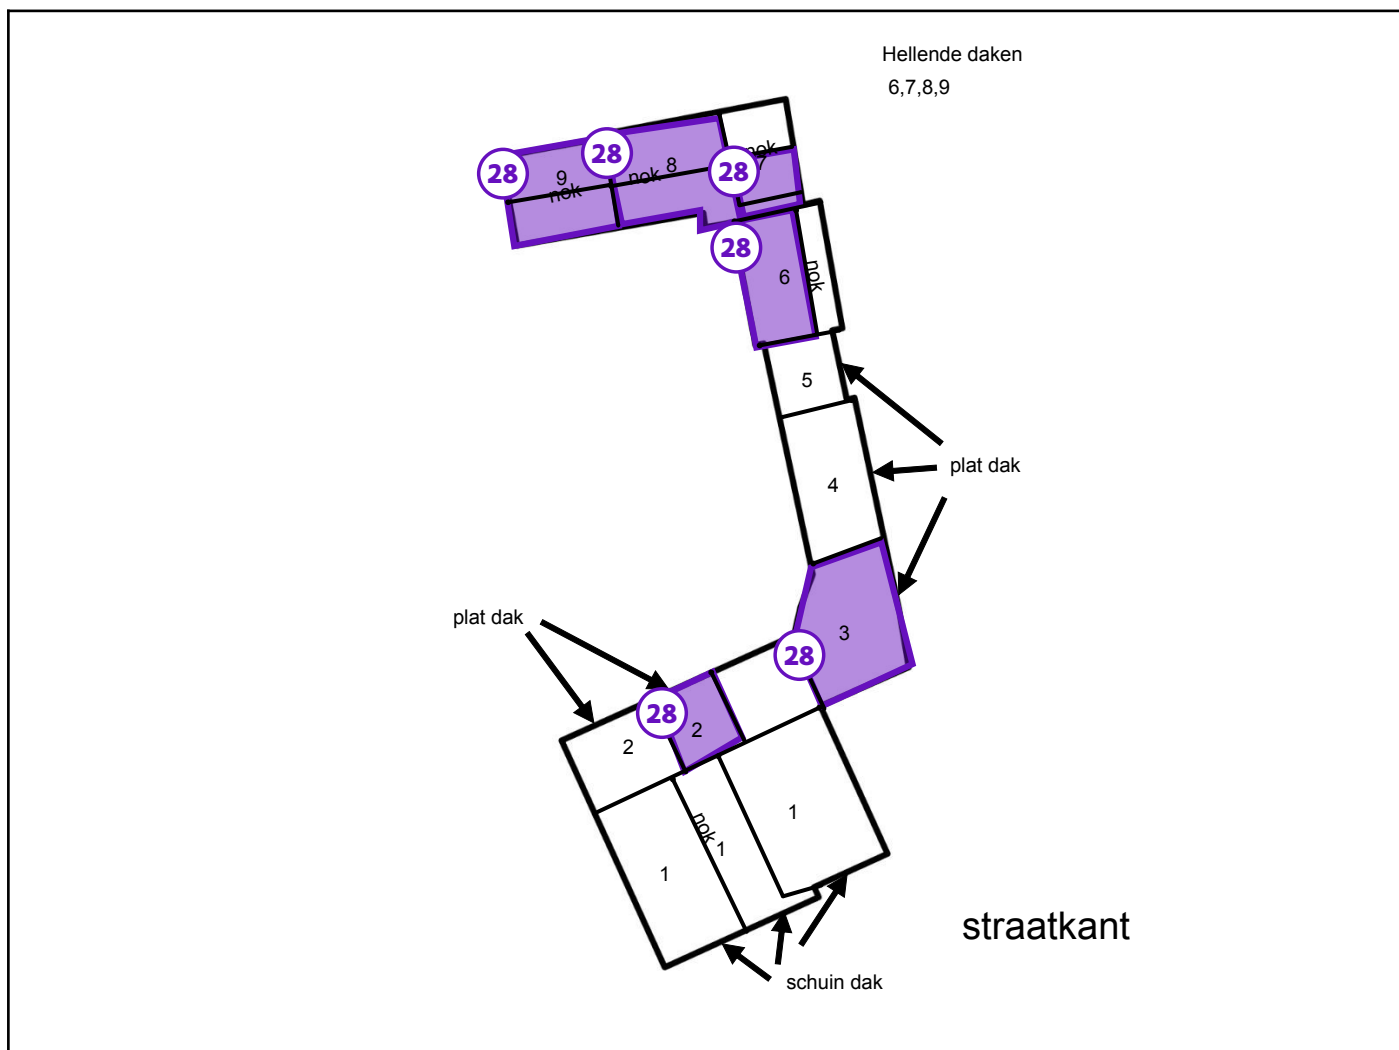 Hellende daken
6,7,8,9
nok
28
28
8
28
7
9
nok
nok
28
6
nok
5
plat dak
4
plat dak
3
28
28
2
2
1
nok
1
1
straatkant
schuin dak